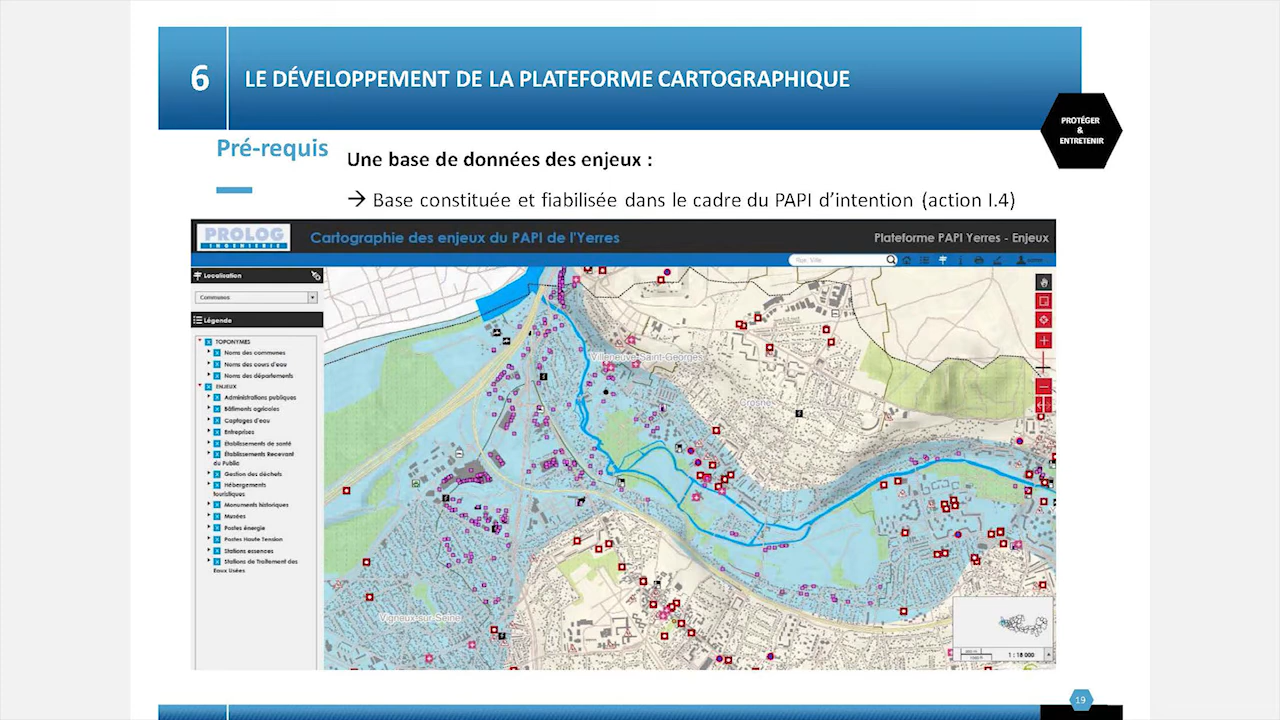 6
LE DÉVELOPPEMENT DE LA PLATEFORME CARTOGRAPHIQUE
PROTÉGER
&
ENTRETENIR
Pré-requis
Une base de données des enjeux :
→ Base constituée et fiabilisée dans le cadre du PAPI d’intention (action I.4)
PROLOG
INGENIERIE
Cartographie des enjeux du PAPI de l'Yerres
Plateforme PAPI Yerres - Enjeux
Rue, Ville
Localisation
Communes
Légende
TOPONYMES
Noms des communes
Noms des cours d'eau
Noms des départements
ENJEUX
Administrations publiques
Bâtiments agricoles
Captages d'eau
Entreprises
Établissements de santé
Établissements Recevant
du Public
Gestion des déchets
Hébergements
touristiques
Monuments historiques
Musées
Postes énergie
Postes Haute Tension
Stations essences
Stations de Traitement des
Eaux Usées
Villeneuve-Saint-Georges
Crosne
Vigneux-sur-Seine
1 : 18 000
19